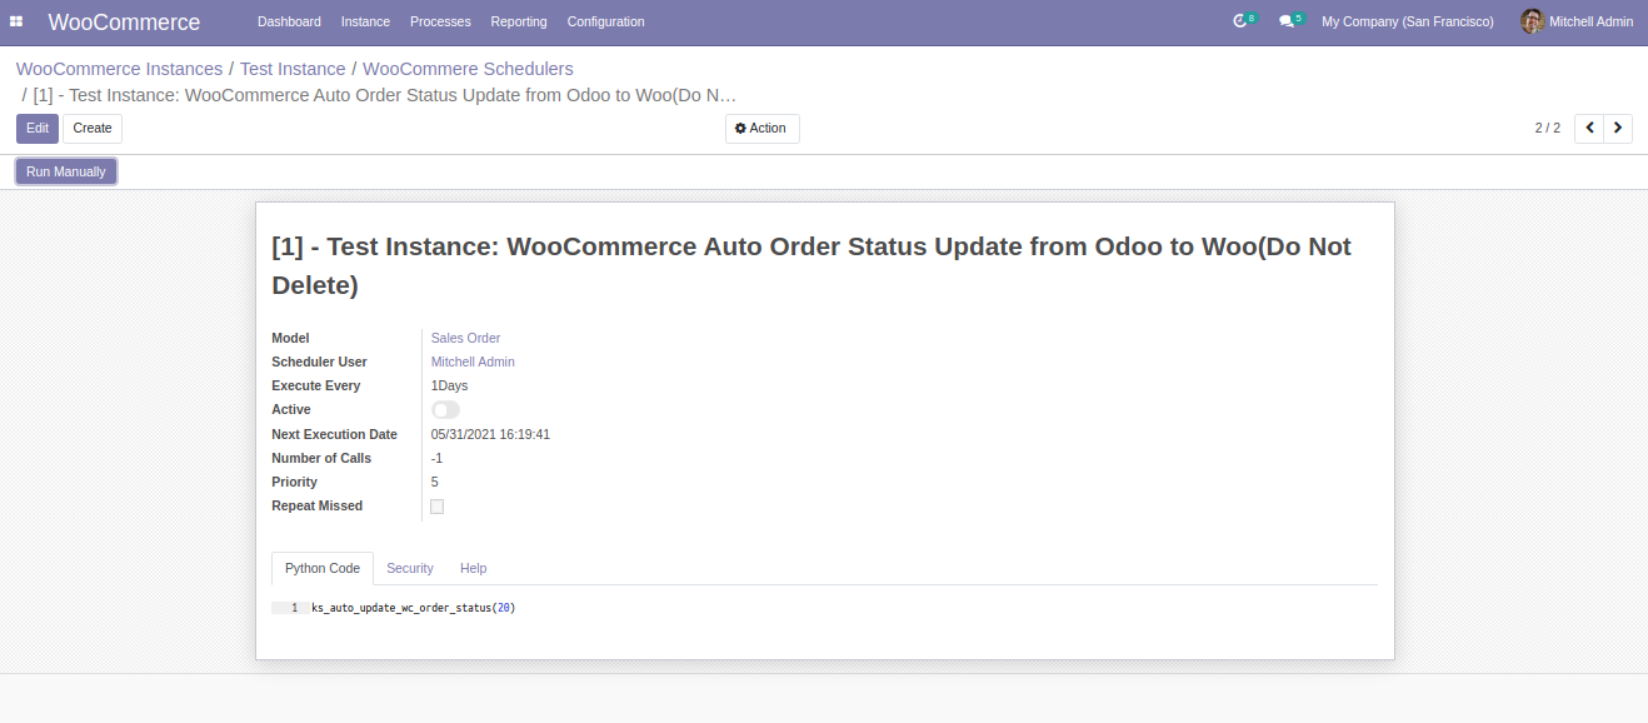 WooCommerce Dashboard Instance Processes Reporting Configuration 8 5 My Company (San Francisco) Mitchell Admin
WooCommerce Instances / Test Instance / WooCommere Schedulers
/ [1] - Test Instance: WooCommerce Auto Order Status Update from Odoo to Woo(Do N...
Edit Create Action 2 / 2
Run Manually
[1] - Test Instance: WooCommerce Auto Order Status Update from Odoo to Woo(Do Not
Delete)
Model Sales Order
Scheduler User Mitchell Admin
Execute Every 1Days
Active
Next Execution Date 05/31/2021 16:19:41
Number of Calls -1
Priority 5
Repeat Missed
Python Code Security Help
1 ks_auto_update_wc_order_status(20)